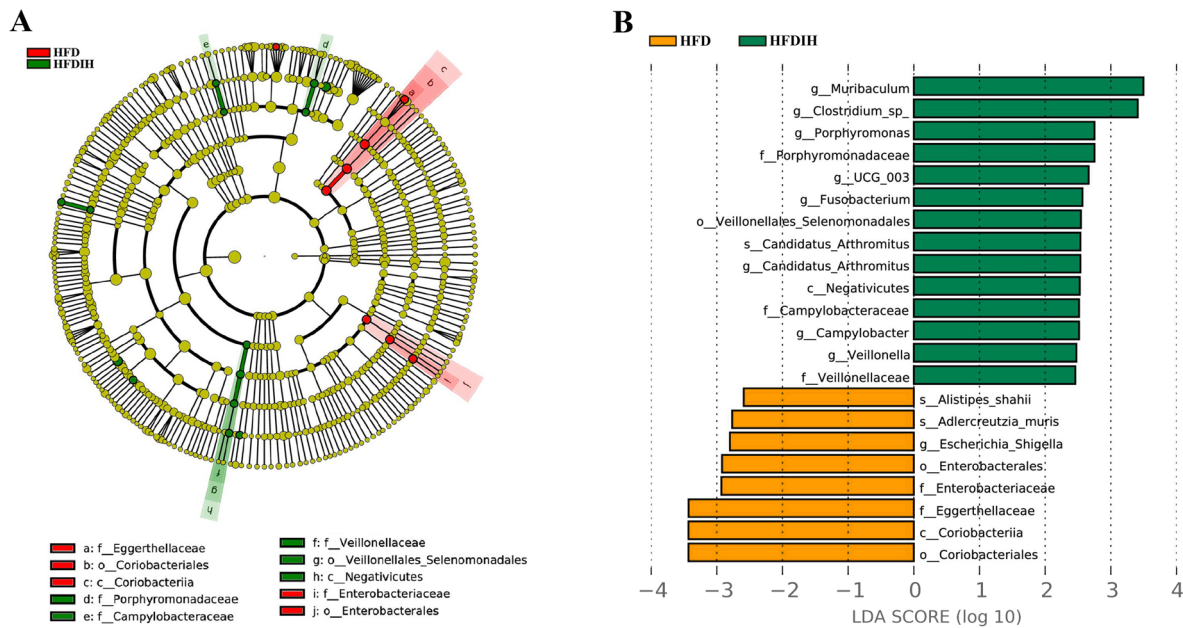 A
HFD
HFDIH
e
d
c
b
a
i
j
f
g
h
a: f__Eggerthellaceae
b: o__Coriobacteriales
c: c__Coriobacteriia
d: f__Porphyromonadaceae
e: f__Campylobacteraceae
f: f__Veillonellaceae
g: o__Veillonellales_Selenomonadales
h: c__Negativicutes
i: f__Enterobacteriaceae
j: o__Enterobacterales
B
HFD HFDIH
g__Muribaculum
g__Clostridium_sp_
g__Porphyromonas
f__Porphyromonadaceae
g__UCG_003
g__Fusobacterium
o__Veillonellales_Selenomonadales
s__Candidatus_Arthromitus
g__Candidatus_Arthromitus
c__Negativicutes
f__Campylobacteraceae
g__Campylobacter
g__Veillonella
f__Veillonellaceae
s__Alistipes_shahii
s__Adlercreutzia_muris
g__Escherichia_Shigella
o__Enterobacterales
f__Enterobacteriaceae
f__Eggerthellaceae
c__Coriobacteriia
o__Coriobacteriales
−4 −3 −2 −1 0 1 2 3 4
LDA SCORE (log 10)